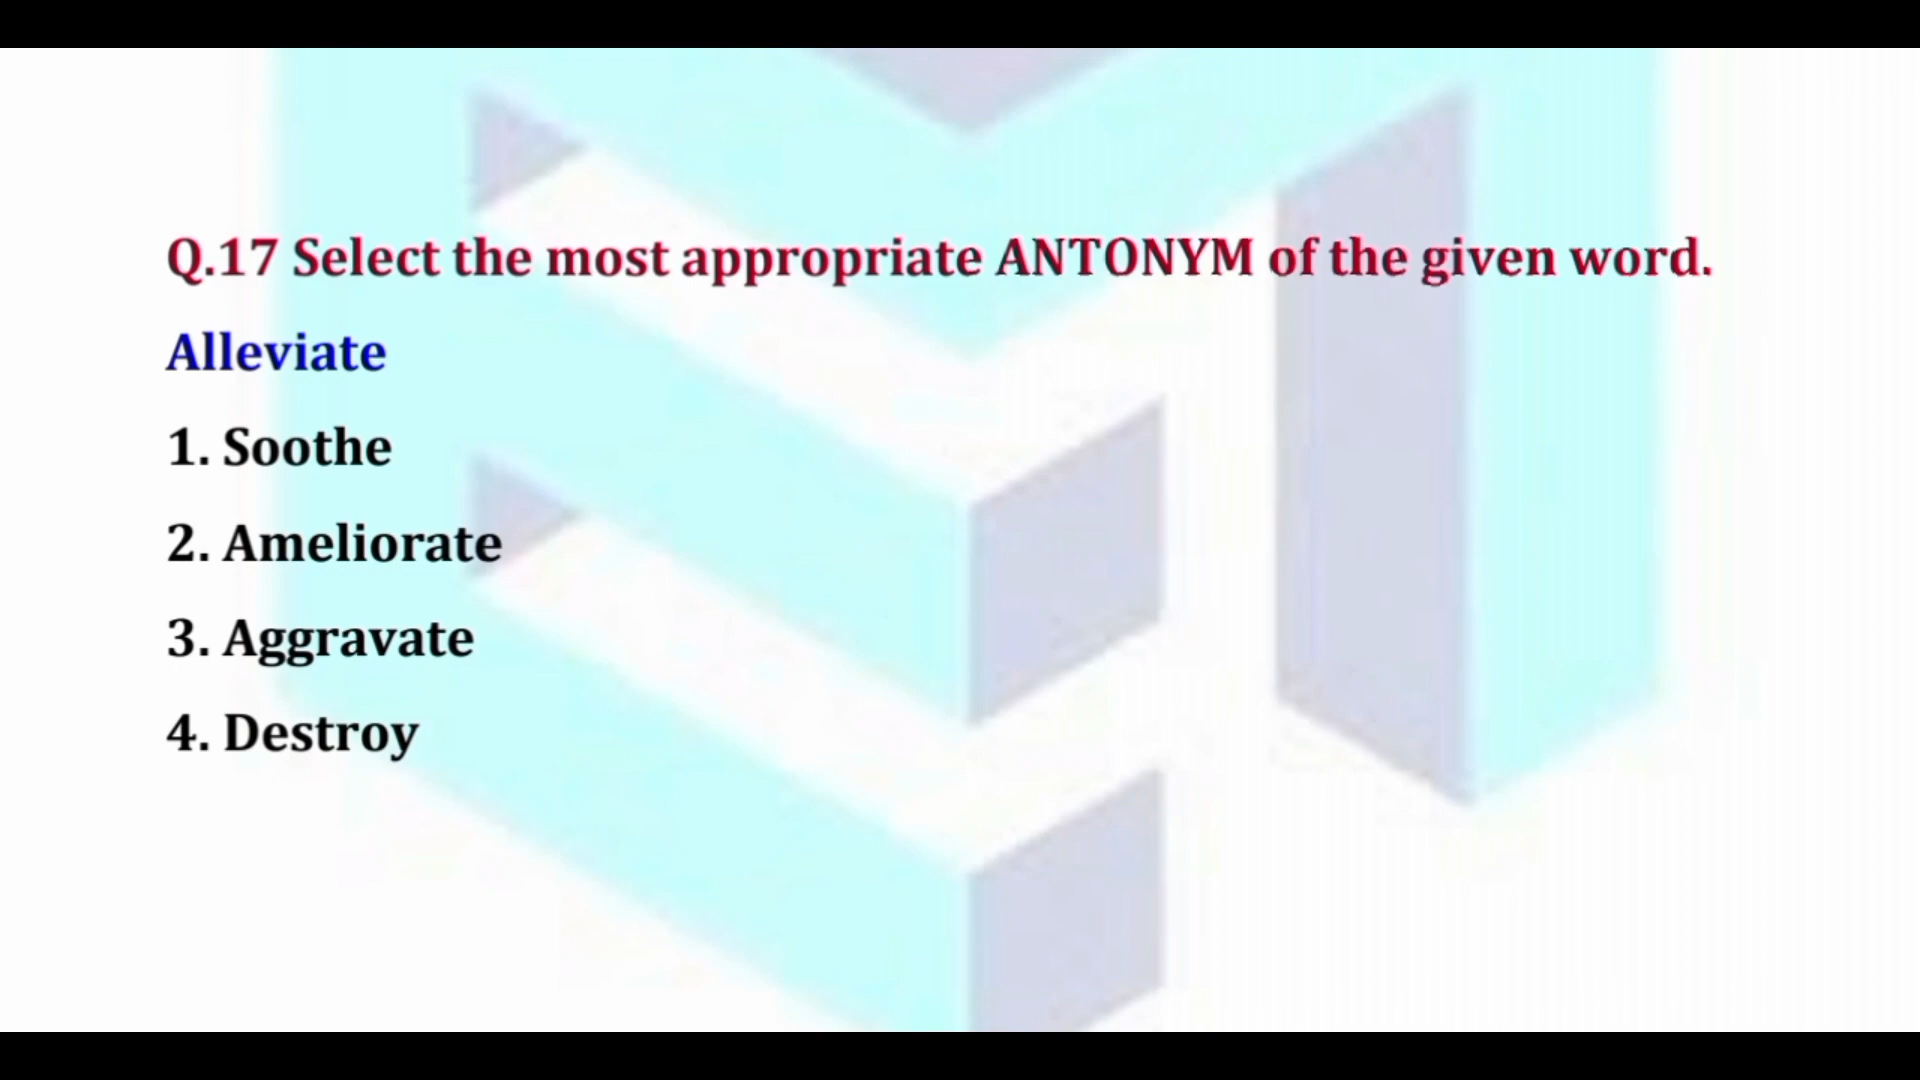 Q.17 Select the most appropriate ANTONYM of the given word.
Alleviate
1. Soothe
2. Ameliorate
3. Aggravate
4. Destroy